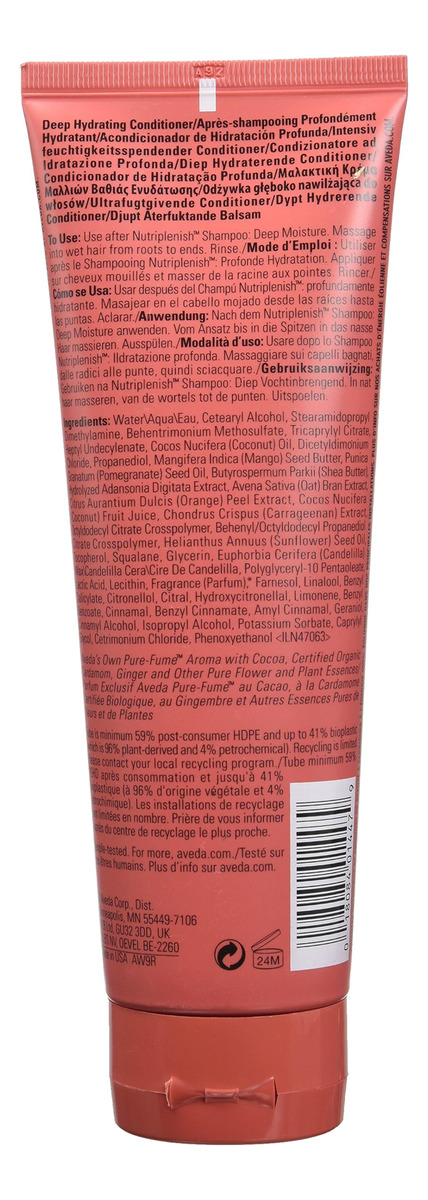 A92
Deep Hydrating Conditioner/Après-shampooing Profondément
Hydratant/Acondicionador de Hidratación Profunda/Intensiv
feuchtigkeitsspendender Conditioner/Condizionatore ad
Idratazione Profonda/Diep Hydraterende Conditioner/
Condicionador de Hidratação Profunda/Μαλακτική Κρέμα
Μαλλιών Βαθιάς Ενυδάτωσης/Odżywka głęboko nawilżająca do
włosów/Ultrafugtgivende Conditioner/Dypt Hydrerende
Conditioner/Djupt Återfuktande Balsam
To Use: Use after Nutriplenish™ Shampoo: Deep Moisture. Massage
into wet hair from roots to ends. Rinse./Mode d'Emploi : Utiliser
après le Shampooing Nutriplenish™: Profonde Hydratation. Appliquer
sur cheveux mouillés et masser de la racine aux pointes. Rincer./
Cómo se Usa: Usar después del Champú Nutriplenish™: profundamente
hidratante. Masajear en el cabello mojado desde las raíces hasta
las puntas. Aclarar./Anwendung: Nach dem Nutriplenish™ Shampoo:
Deep Moisture anwenden. Vom Ansatz bis in die Spitzen in das nasse
Haar massieren. Ausspülen./Modalità d'uso: Usare dopo lo Shampoo
Nutriplenish™: Ildratazione profonda. Massaggiare sui capelli bagnati,
dalle radici alle punte, quindi sciacquare./Gebruiksaanwijzing:
Gebruiken na Nutriplenish™ Shampoo: Diep Vochtinbrengend. In nat
haar masseren, van de wortels tot de punten. Uitspoelen.
Ingredients: Water\Aqua\Eau, Cetearyl Alcohol, Stearamidopropyl
Dimethylamine, Behentrimonium Methosulfate, Tricaprylyl Citrate,
Heptyl Undecylenate, Cocos Nucifera (Coconut) Oil, Dicetyldimonium
Chloride, Propanediol, Mangifera Indica (Mango) Seed Butter, Punica
Granatum (Pomegranate) Seed Oil, Butyrospermum Parkii (Shea Butter),
Hydrolyzed Adansonia Digitata Extract, Avena Sativa (Oat) Bran Extract,
Citrus Aurantium Dulcis (Orange) Peel Extract, Cocos Nucifera
(Coconut) Fruit Juice, Chondrus Crispus (Carrageenan) Extract,
Octyldodecyl Citrate Crosspolymer, Behenyl/Octyldodecyl Propanediol
Citrate Crosspolymer, Helianthus Annuus (Sunflower) Seed Oil,
Tocopherol, Squalane, Glycerin, Euphorbia Cerifera (Candelilla)
Wax\Candelilla Cera\Cire De Candelilla, Polyglyceryl-10 Pentaoleate,
Lactic Acid, Lecithin, Fragrance (Parfum),* Farnesol, Linalool, Benzyl
Salicylate, Citronellol, Citral, Hydroxycitronellal, Limonene, Benzyl
Benzoate, Cinnamal, Benzyl Cinnamate, Amyl Cinnamal, Geraniol,
Cinnamyl Alcohol, Isopropyl Alcohol, Potassium Sorbate, Caprylyl
Glycol, Cetrimonium Chloride, Phenoxyethanol <ILN47063>
Aveda's Own Pure-Fume™ Aroma with Cocoa, Certified Organic
Cardamom, Ginger and Other Pure Flower and Plant Essences/
Parfum Exclusif Aveda Pure-Fume™ au Cacao, à la Cardamome
Certifiée Biologique, au Gingembre et Autres Essences Pures de
Fleurs et de Plantes
Tube is minimum 59% post-consumer HDPE and up to 41% bioplastic
(which is 96% plant-derived and 4% petrochemical). Recycling is limited.
Please contact your local recycling program./Tube minimum 59%
HD après consommation et jusqu'à 41%
bioplastique (à 96% d'origine végétale et 4%
pétrochimique). Les installations de recyclage
sont limitées en nombre. Prière de vous informer
auprès du centre de recyclage le plus proche.
People-tested. For more, aveda.com./Testé sur
des êtres humains. Plus d'info sur aveda.com.
Aveda Corp., Dist.
Minneapolis, MN 55449-7106
Ltd, GU32 3DD, UK
NV, OEVEL BE-2260
Made in USA AW9R
24M
0 18084 01447 9
D'ÉNERGIE ÉOLIENNE ET COMPENSATIONS SUR AVEDA.COM